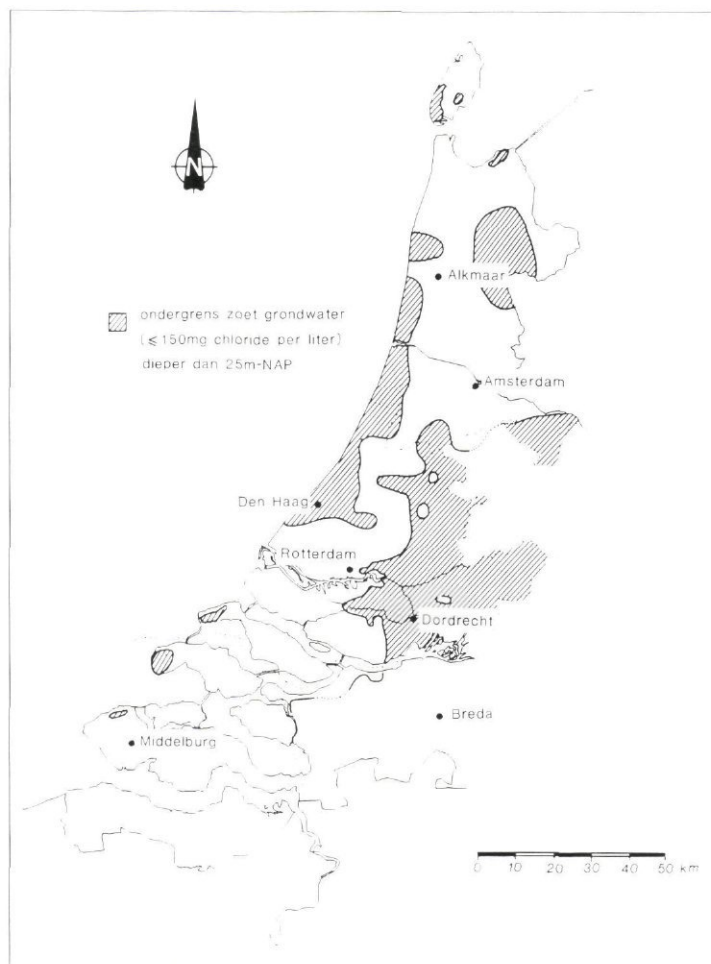 N
Alkmaar
ondergrens zoet grondwater
(≤150mg chloride per liter)
dieper dan 25m-NAP
Amsterdam
Den Haag
Rotterdam
Dordrecht
Breda
Middelburg
0 10 20 30 40 50 km